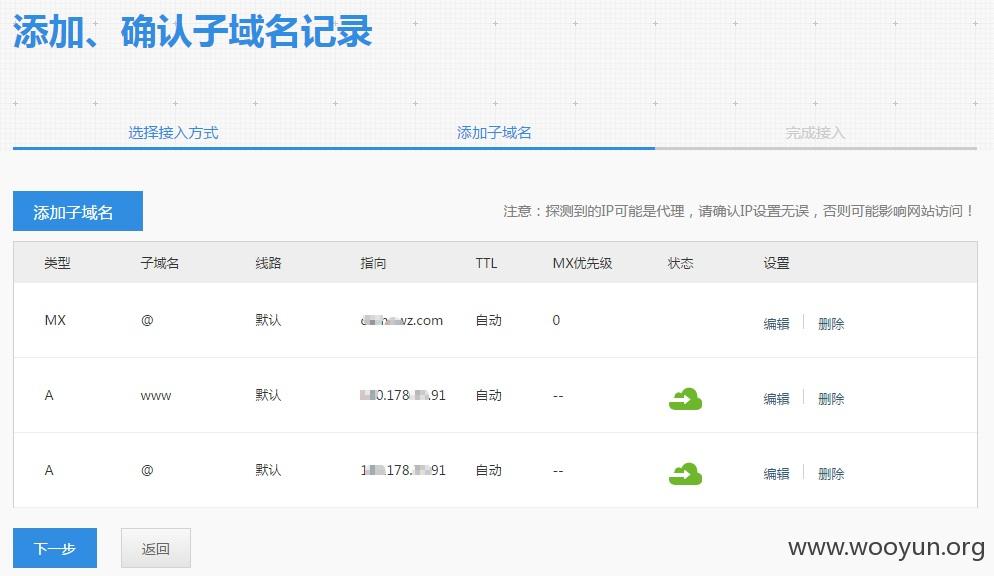 添加、确认子域名记录
选择接入方式 添加子域名 完成接入
添加子域名 注意：探测到的IP可能是代理，请确认IP设置无误，否则可能影响网站访问！
类型 子域名 线路 指向 TTL MX优先级 状态 设置
MX @ 默认 wz.com 自动 0 编辑 删除
A www 默认 0.178. .91 自动 -- 编辑 删除
A @ 默认 178. 91 自动 -- 编辑 删除
下一步 返回
www.wooyun.org